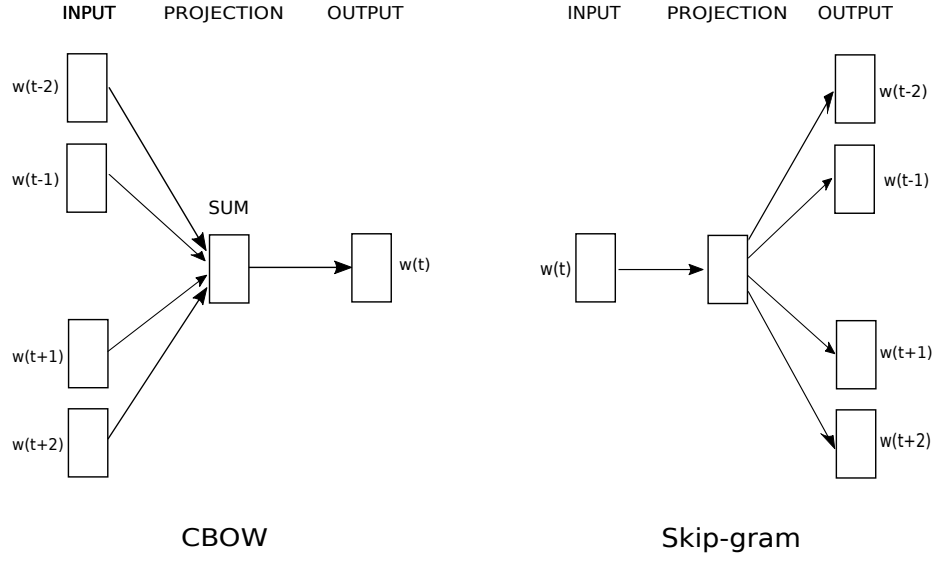 INPUT PROJECTION OUTPUT
w(t-2)
w(t-1)
SUM
w(t)
w(t+1)
w(t+2)
CBOW
INPUT PROJECTION OUTPUT
w(t-2)
w(t-1)
w(t)
w(t+1)
w(t+2)
Skip-gram